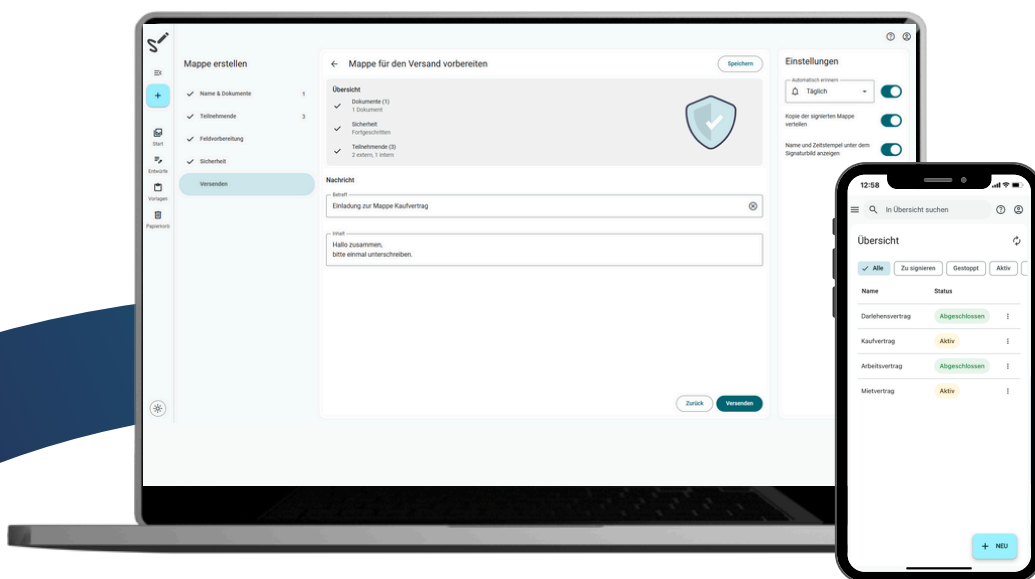 Mappe erstellen
Name & Dokumente 1
Teilnehmende 3
Feldvorbereitung
Sicherheit
Versenden
Start
Entwürfe
Vorlagen
Papierkorb
Mappe für den Versand vorbereiten
Speichern
Übersicht
Dokumente (1)
1 Dokument
Sicherheit
Fortgeschritten
Teilnehmende (3)
2 extern, 1 intern
Nachricht
Betreff
Einladung zur Mappe Kaufvertrag
Inhalt
Hallo zusammen,
bitte einmal unterschreiben.
Zurück
Versenden
Einstellungen
Automatisch erinnern
Täglich
Kopie der signierten Mappe
verteilen
Name und Zeitstempel unter dem
Signaturbild anzeigen
12:58
In Übersicht suchen
Übersicht
Alle Zu signieren Gestoppt Aktiv
Name Status
Darlehensvertrag Abgeschlossen
Kaufvertrag Aktiv
Arbeitsvertrag Abgeschlossen
Mietvertrag Aktiv
+ NEU